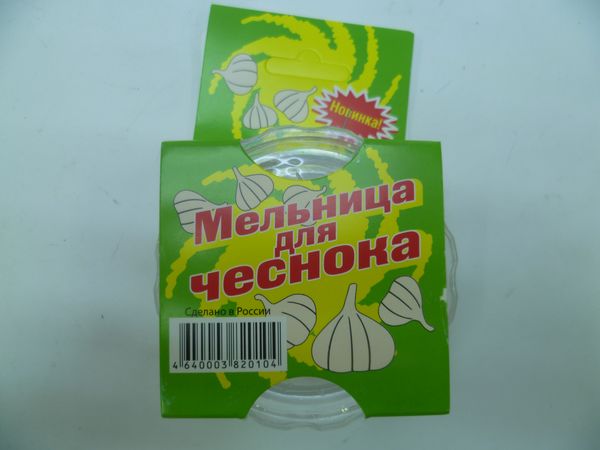 Новинка!
Мельница
для
чеснока
Сделано в России
4 640003 820104